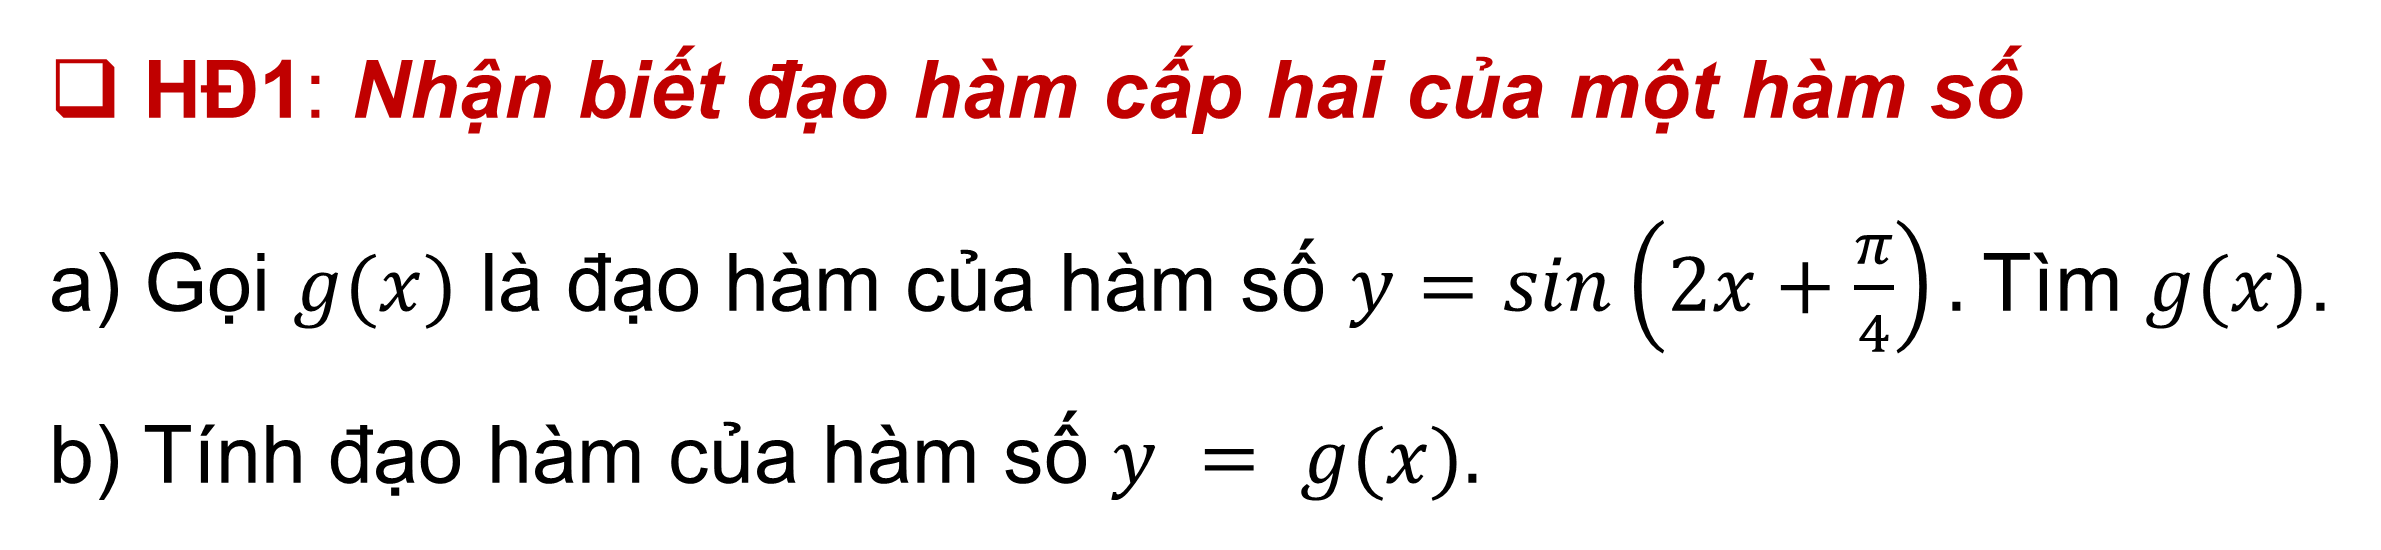 ❑ HĐ1: Nhận biết đạo hàm cấp hai của một hàm số
a) Gọi g(x) là đạo hàm của hàm số y = sin(2x + π/4). Tìm g(x).
b) Tính đạo hàm của hàm số y = g(x).